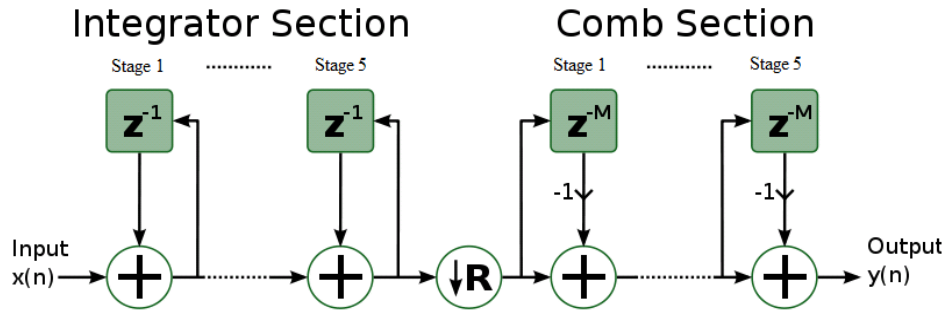 Integrator Section Comb Section
Stage 1 ............ Stage 5 Stage 1 ............ Stage 5
z-1 z-1 z-M z-M
-1 -1
Input Output
x(n) + + ↓R + + y(n)